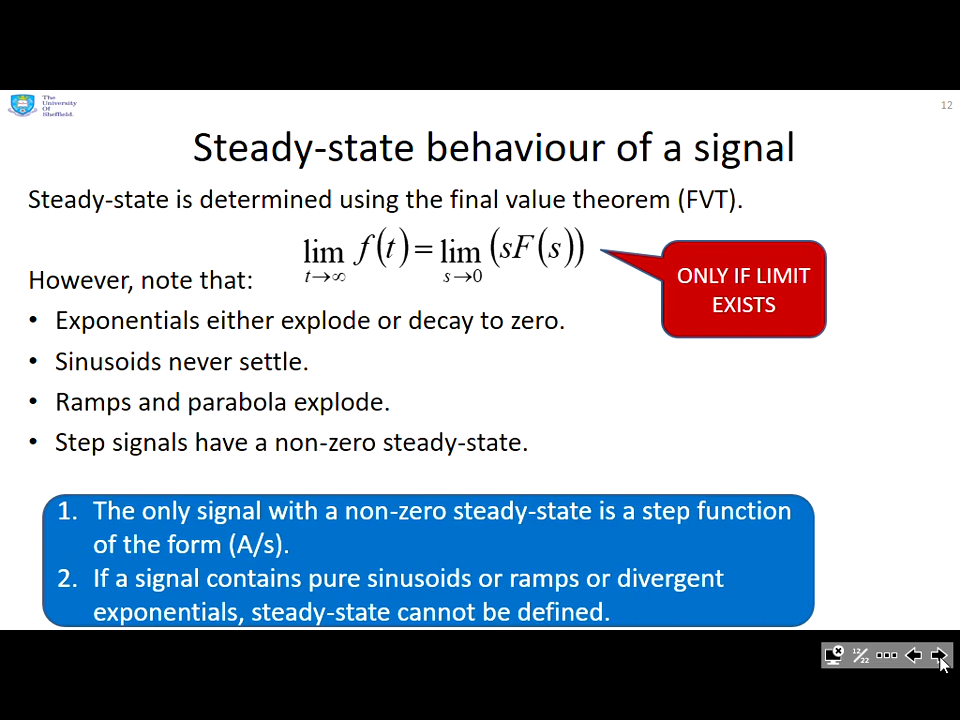 The
University
Of
Sheffield.
12
Steady-state behaviour of a signal
Steady-state is determined using the final value theorem (FVT).
lim f(t) = lim (sF(s))
t→∞ s→0
ONLY IF LIMIT
EXISTS
However, note that:
• Exponentials either explode or decay to zero.
• Sinusoids never settle.
• Ramps and parabola explode.
• Step signals have a non-zero steady-state.
1. The only signal with a non-zero steady-state is a step function
of the form (A/s).
2. If a signal contains pure sinusoids or ramps or divergent
exponentials, steady-state cannot be defined.
12/22